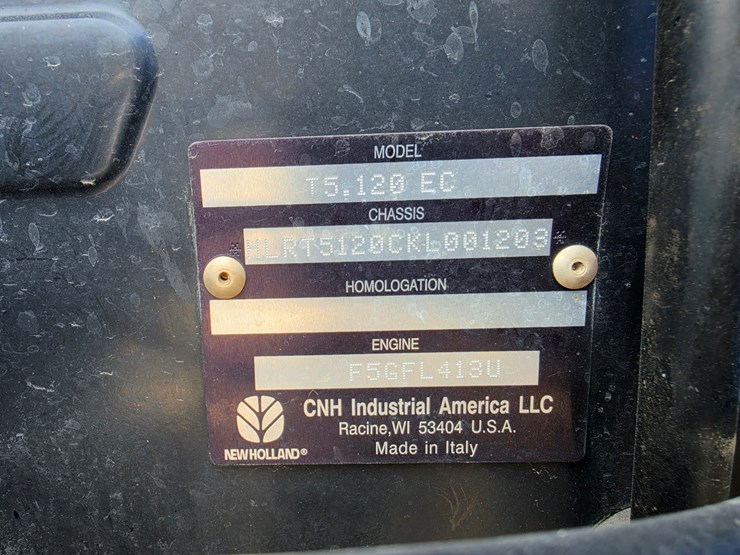 MODEL
T5.120 EC
CHASSIS
*HLRT5120CKL001203*
HOMOLOGATION
ENGINE
F5GFL413U
CNH Industrial America LLC
Racine,WI 53404 U.S.A.
Made in Italy
NEW HOLLAND®